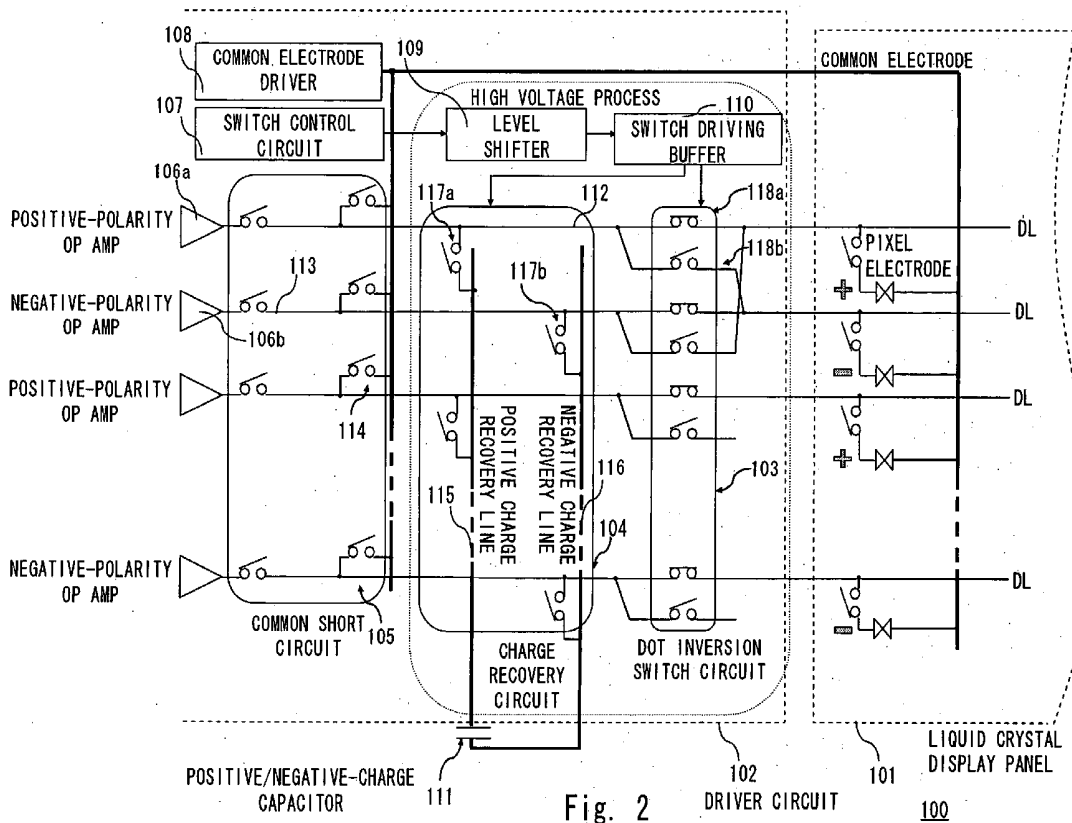 108
COMMON ELECTRODE
DRIVER
109
COMMON ELECTRODE
HIGH VOLTAGE PROCESS
107
SWITCH CONTROL
CIRCUIT
LEVEL
SHIFTER
110
SWITCH DRIVING
BUFFER
106a
117a
112
118a
POSITIVE-POLARITY
OP AMP
DL
118b
PIXEL
ELECTRODE
113
117b
NEGATIVE-POLARITY
OP AMP
DL
106b
POSITIVE-POLARITY
OP AMP
DL
114
POSITIVE CHARGE
RECOVERY LINE
NEGATIVE CHARGE
RECOVERY LINE
115
116
103
104
NEGATIVE-POLARITY
OP AMP
DL
COMMON SHORT
CIRCUIT
105
CHARGE
RECOVERY
CIRCUIT
DOT INVERSION
SWITCH CIRCUIT
POSITIVE/NEGATIVE-CHARGE
CAPACITOR
111
102
DRIVER CIRCUIT
101
LIQUID CRYSTAL
DISPLAY PANEL
Fig. 2
100